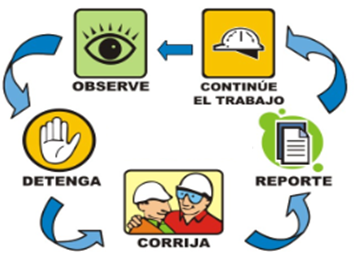 OBSERVE
CONTINÚE
EL TRABAJO
DETENGA
REPORTE
CORRIJA